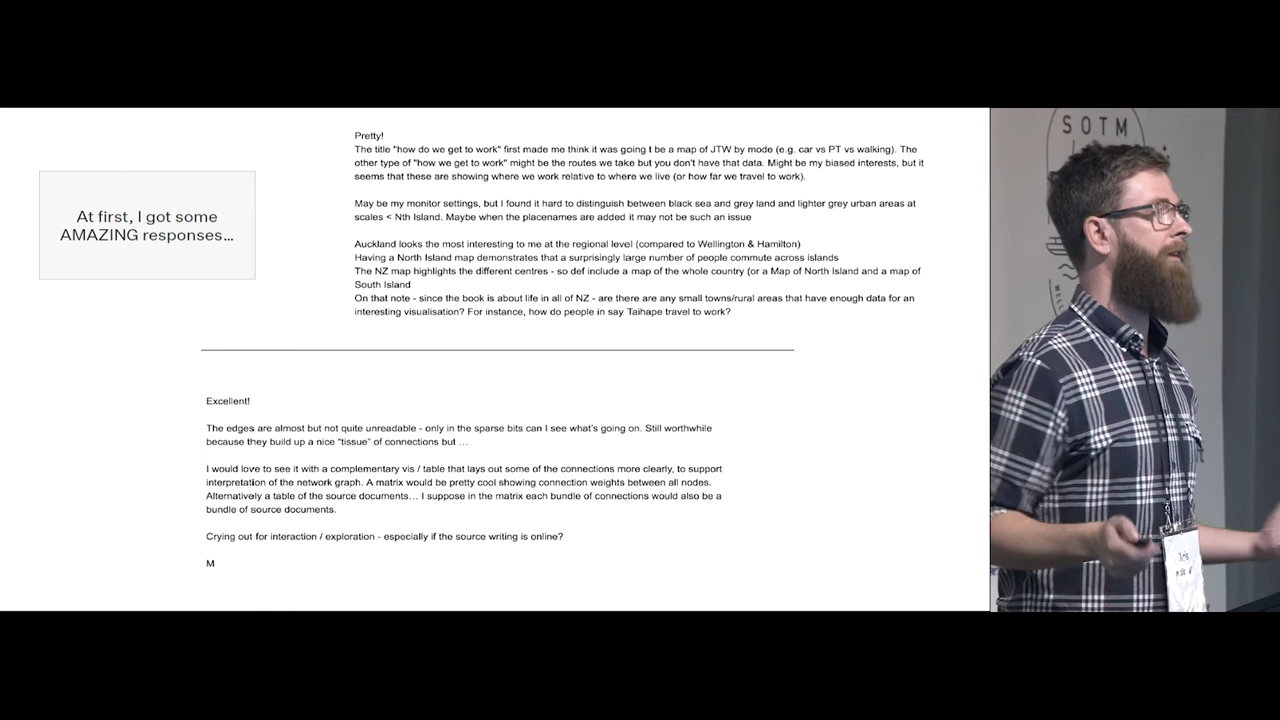 At first, I got some
AMAZING responses...
Pretty!
The title "how do we get to work" first made me think it was going t be a map of JTW by mode (e.g. car vs PT vs walking). The
other type of "how we get to work" might be the routes we take but you don't have that data. Might be my biased interests, but it
seems that these are showing where we work relative to where we live (or how far we travel to work).
May be my monitor settings, but I found it hard to distinguish between black sea and grey land and lighter grey urban areas at
scales < Nth Island. Maybe when the placenames are added it may not be such an issue
Auckland looks the most interesting to me at the regional level (compared to Wellington & Hamilton)
Having a North Island map demonstrates that a surprisingly large number of people commute across islands
The NZ map highlights the different centres - so def include a map of the whole country (or a Map of North Island and a map of
South Island
On that note - since the book is about life in all of NZ - are there are any small towns/rural areas that have enough data for an
interesting visualisation? For instance, how do people in say Taihape travel to work?
Excellent!
The edges are almost but not quite unreadable - only in the sparse bits can I see what's going on. Still worthwhile
because they build up a nice "tissue" of connections but …
I would love to see it with a complementary vis / table that lays out some of the connections more clearly, to support
interpretation of the network graph. A matrix would be pretty cool showing connection weights between all nodes.
Alternatively a table of the source documents… I suppose in the matrix each bundle of connections would also be a
bundle of source documents.
Crying out for interaction / exploration - especially if the source writing is online?
M
SOTM